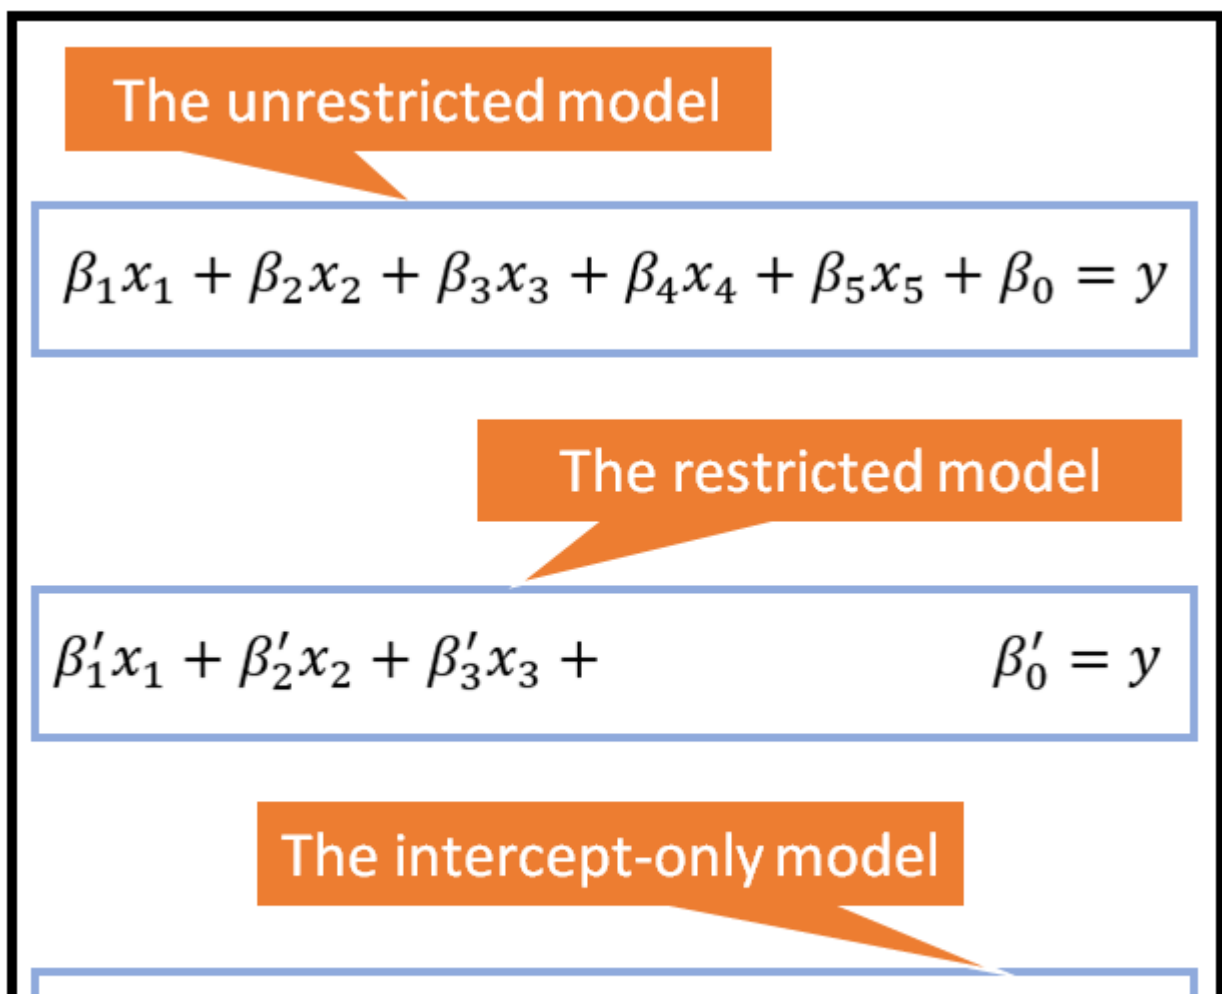 The unrestricted model
β₁x₁ + β₂x₂ + β₃x₃ + β₄x₄ + β₅x₅ + β₀ = y
The restricted model
β′₁x₁ + β′₂x₂ + β′₃x₃ + β′₀ = y
The intercept-only model